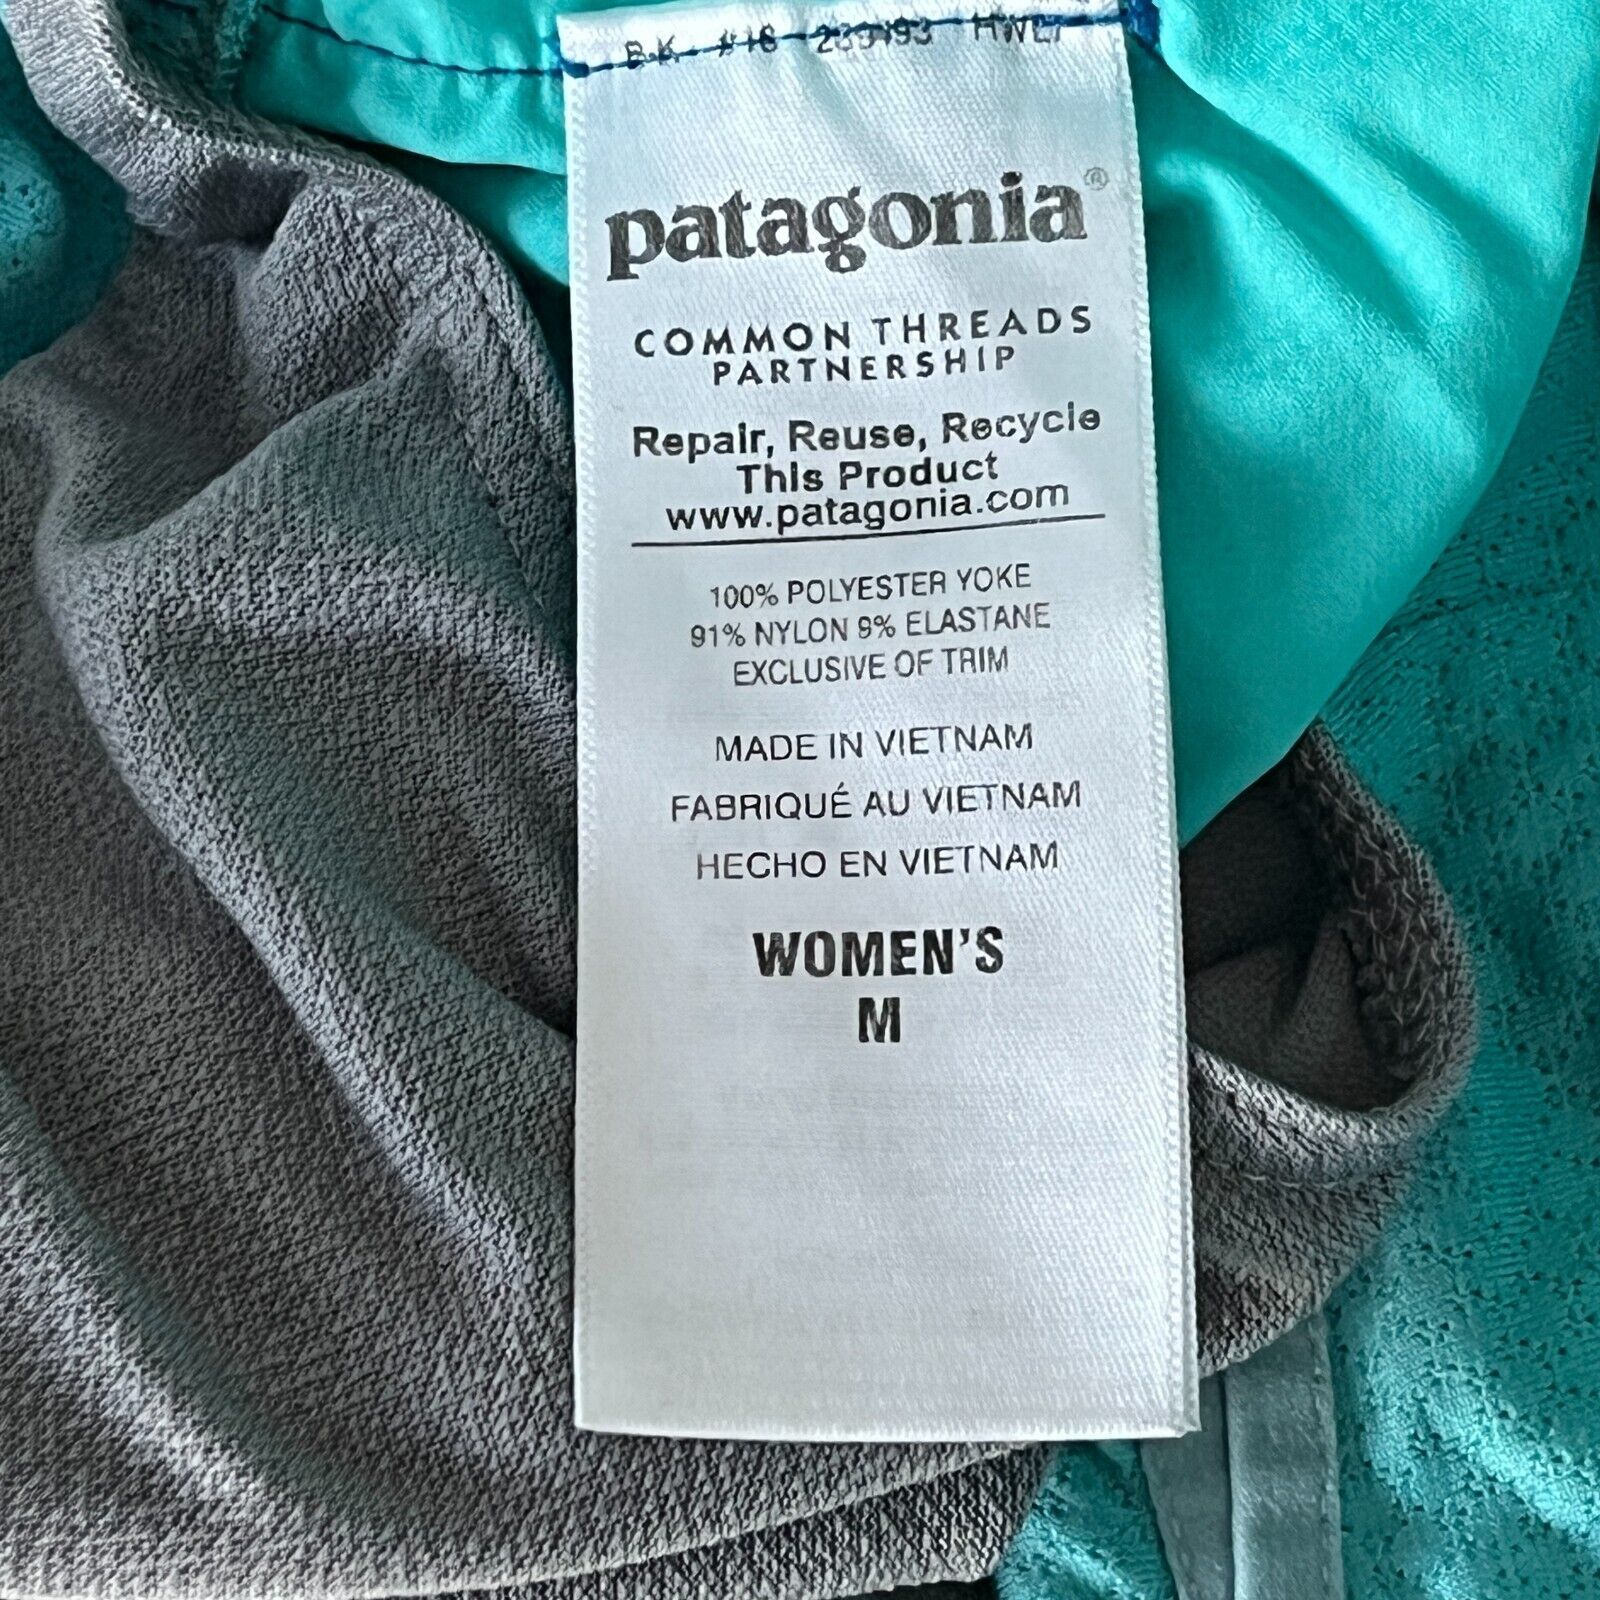 B.K. #16
patagonia®
COMMON THREADS
PARTNERSHIP
Repair, Reuse, Recycle
This Product
www.patagonia.com
100% POLYESTER YOKE
91% NYLON 9% ELASTANE
EXCLUSIVE OF TRIM
MADE IN VIETNAM
FABRIQUÉ AU VIETNAM
HECHO EN VIETNAM
WOMEN'S
M